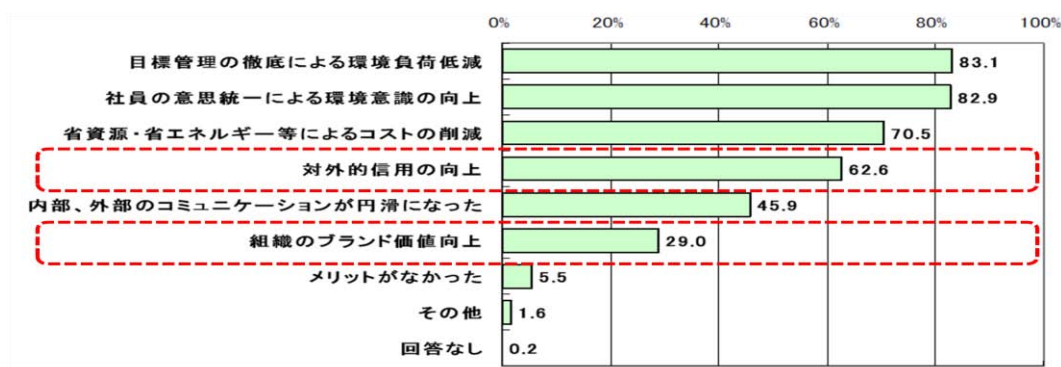 0% 20% 40% 60% 80% 100%
目標管理の徹底による環境負荷低減 83.1
社員の意思統一による環境意識の向上 82.9
省資源・省エネルギー等によるコストの削減 70.5
対外的信用の向上 62.6
内部、外部のコミュニケーションが円滑になった 45.9
組織のブランド価値向上 29.0
メリットがなかった 5.5
その他 1.6
回答なし 0.2